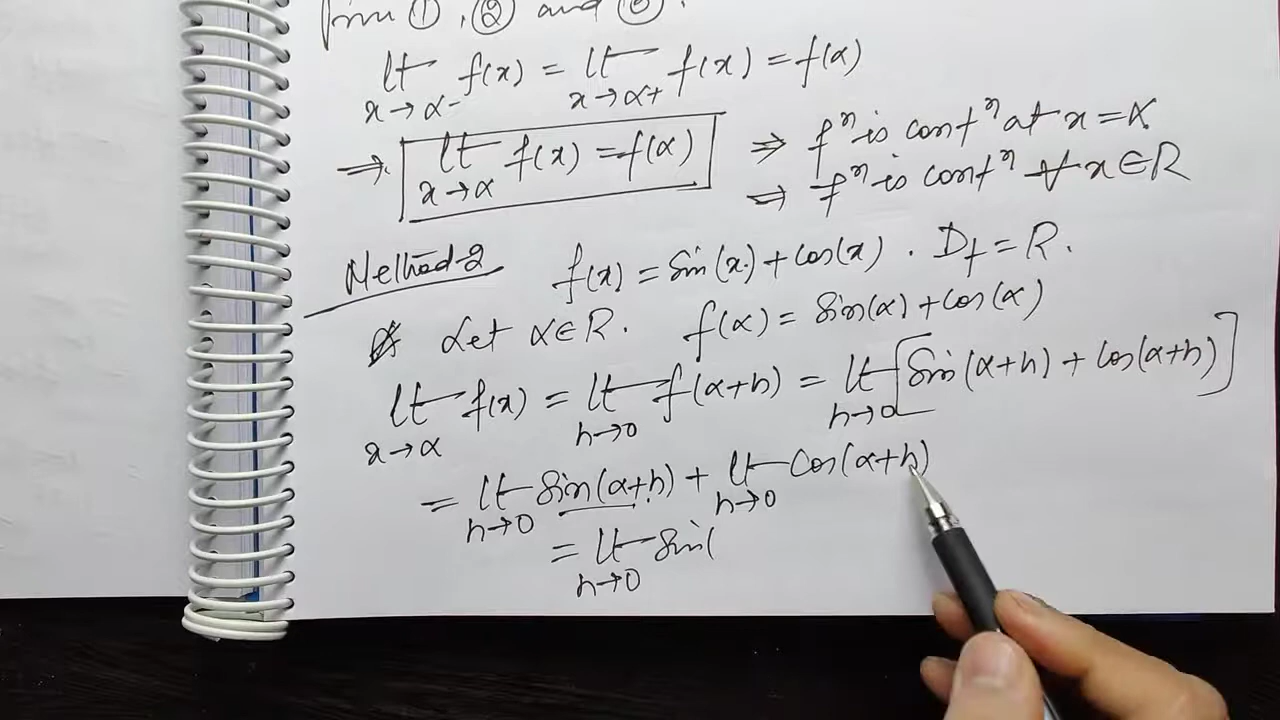 from ①, ② and ③.
lt f(x) = lt f(x) = f(α)
x→α- x→α+
⇒ lt f(x) = f(α) ⇒ fⁿ is contⁿ at x = α.
x→α ⇒ fⁿ is contⁿ ∀ x ∈ R
Method-2 f(x) = Sin(x) + Cos(x) . Df = R.
Let α ∈ R. f(α) = Sin(α) + Cos(α)
lt f(x) = lt f(α+h) = lt [Sin(α+h) + Cos(α+h)]
x→α h→0 h→0
= lt Sin(α+h) + lt Cos(α+h)
h→0 h→0
= lt Sin(
h→0